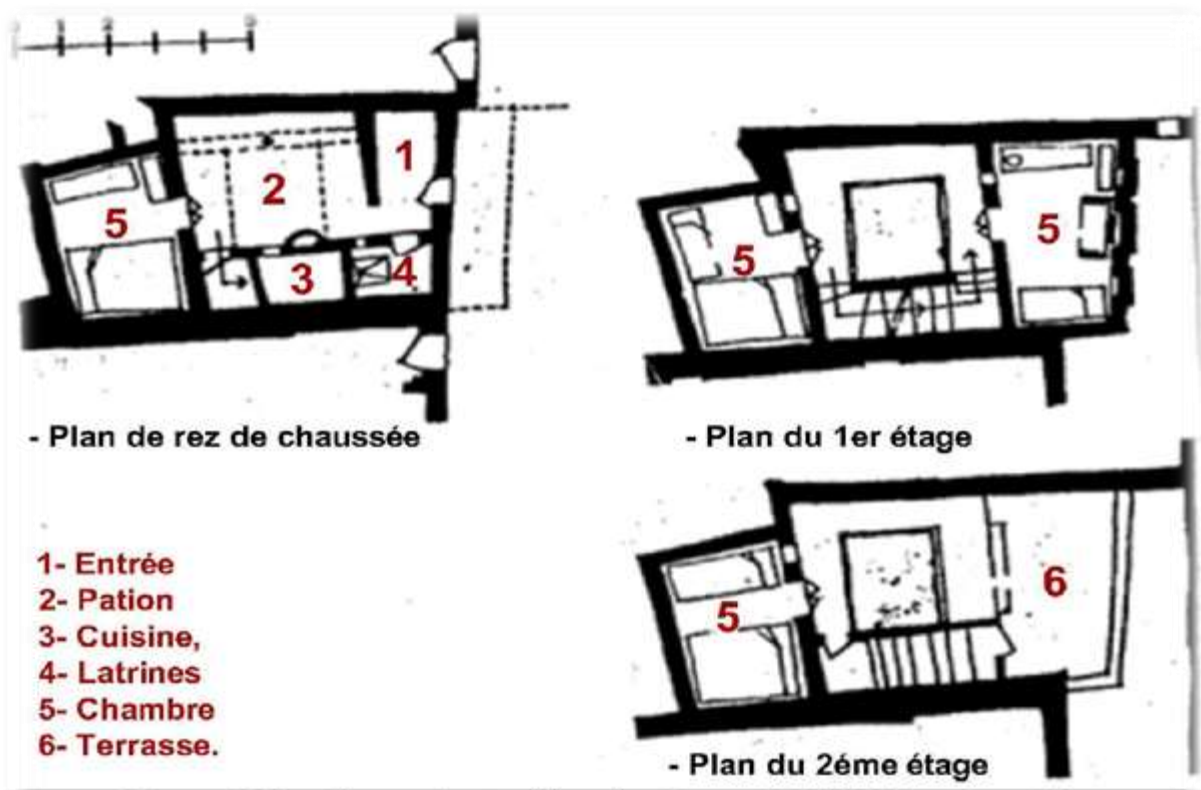 1
2
5
3
4
- Plan de rez de chaussée
5
5
- Plan du 1er étage
1- Entrée
2- Pation
3- Cuisine,
4- Latrines
5- Chambre
6- Terrasse.
5
6
- Plan du 2éme étage